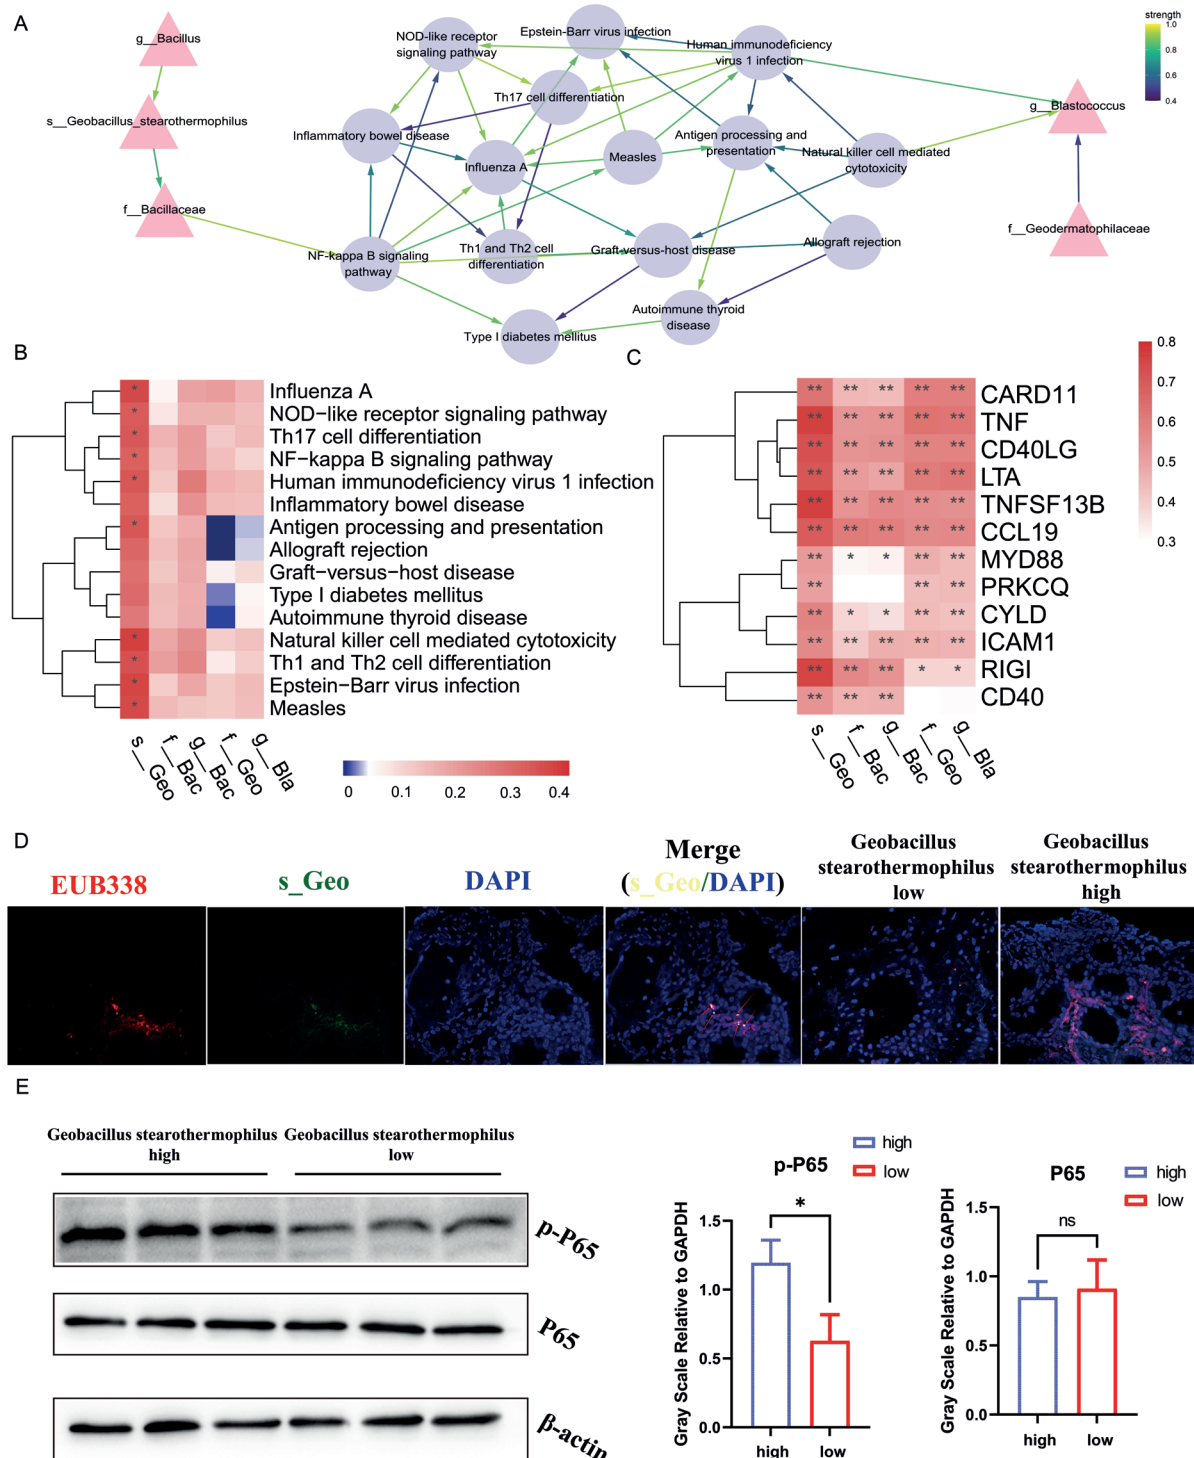 A
g__Bacillus
s__Geobacillus_stearothermophilus
f__Bacillaceae
NOD-like receptor
signaling pathway
Epstein-Barr virus infection
Human immunodeficiency
virus 1 infection
Th17 cell differentiation
Inflammatory bowel disease
Influenza A
Measles
Antigen processing and
presentation
Natural killer cell mediated
cytotoxicity
NF-kappa B signaling
pathway
Th1 and Th2 cell
differentiation
Graft-versus-host disease
Allograft rejection
Type I diabetes mellitus
Autoimmune thyroid
disease
g__Blastococcus
f__Geodermatophilaceae
strength
1.0
0.8
0.6
0.4
B
Influenza A
NOD−like receptor signaling pathway
Th17 cell differentiation
NF−kappa B signaling pathway
Human immunodeficiency virus 1 infection
Inflammatory bowel disease
Antigen processing and presentation
Allograft rejection
Graft−versus−host disease
Type I diabetes mellitus
Autoimmune thyroid disease
Natural killer cell mediated cytotoxicity
Th1 and Th2 cell differentiation
Epstein−Barr virus infection
Measles
* 
*
*
*
*
*
*
*
*
*
s__Geo
f__Bac
g__Bac
f__Geo
g__Bla
0 0.1 0.2 0.3 0.4
C
** ** ** ** ** CARD11
** ** ** ** ** TNF
** ** ** ** ** CD40LG
** ** ** ** ** LTA
** ** ** ** ** TNFSF13B
** ** ** ** ** CCL19
** * * ** ** MYD88
** ** ** PRKCQ
** * * ** ** CYLD
** ** ** ** ** ICAM1
** ** ** * * RIGI
** ** ** CD40
s__Geo
f__Bac
g__Bac
f__Geo
g__Bla
0.8
0.7
0.6
0.5
0.4
0.3
D
EUB338
s_Geo
DAPI
Merge
(s_Geo/DAPI)
Geobacillus
stearothermophilus
low
Geobacillus
stearothermophilus
high
E
Geobacillus stearothermophilus
high
Geobacillus stearothermophilus
low
p-P65
P65
β-actin
high
low
p-P65
*
Gray Scale Relative to GAPDH
1.5
1.0
0.5
0.0
high low
high
low
P65
ns
Gray Scale Relative to GAPDH
1.5
1.0
0.5
0.0
high low